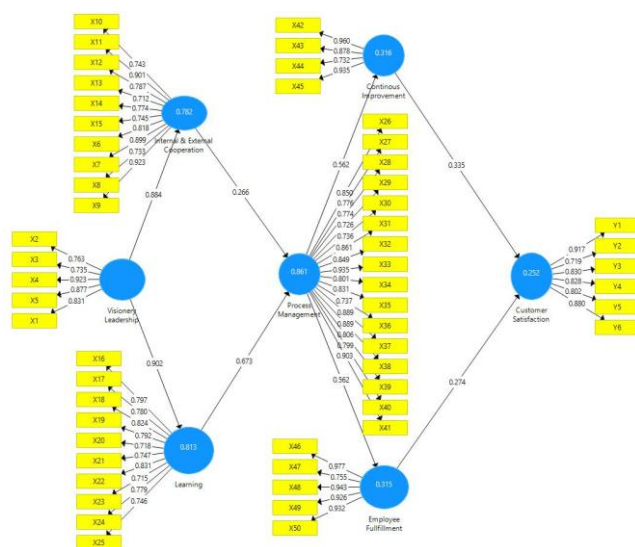 X10
X11
X12
X13
X14
X15
X6
X7
X8
X9
0.743
0.901
0.787
0.712
0.774
0.745
0.818
0.899
0.733
0.923
0.782
Internal & External
Cooperation
0.884
0.266
X2
X3
X4
X5
X1
0.763
0.735
0.923
0.877
0.831
Visionery
Leadership
0.902
0.673
X16
X17
X18
X19
X20
X21
X22
X23
X24
X25
0.797
0.780
0.824
0.792
0.718
0.747
0.831
0.715
0.779
0.746
0.813
Learning
0.861
Process
Management
X42
X43
X44
X45
0.960
0.878
0.732
0.935
0.316
Continous
Improvement
0.562
0.335
X26
X27
X28
X29
X30
X31
X32
X33
X34
X35
X36
X37
X38
X39
X40
X41
0.850
0.776
0.774
0.726
0.736
0.861
0.849
0.935
0.801
0.831
0.737
0.889
0.889
0.806
0.799
0.903
0.562
X46
X47
X48
X49
X50
0.977
0.755
0.943
0.926
0.932
0.315
Employee
Fullfillment
0.274
0.252
Customer
Satisfaction
0.917
0.719
0.830
0.828
0.802
0.880
Y1
Y2
Y3
Y4
Y5
Y6